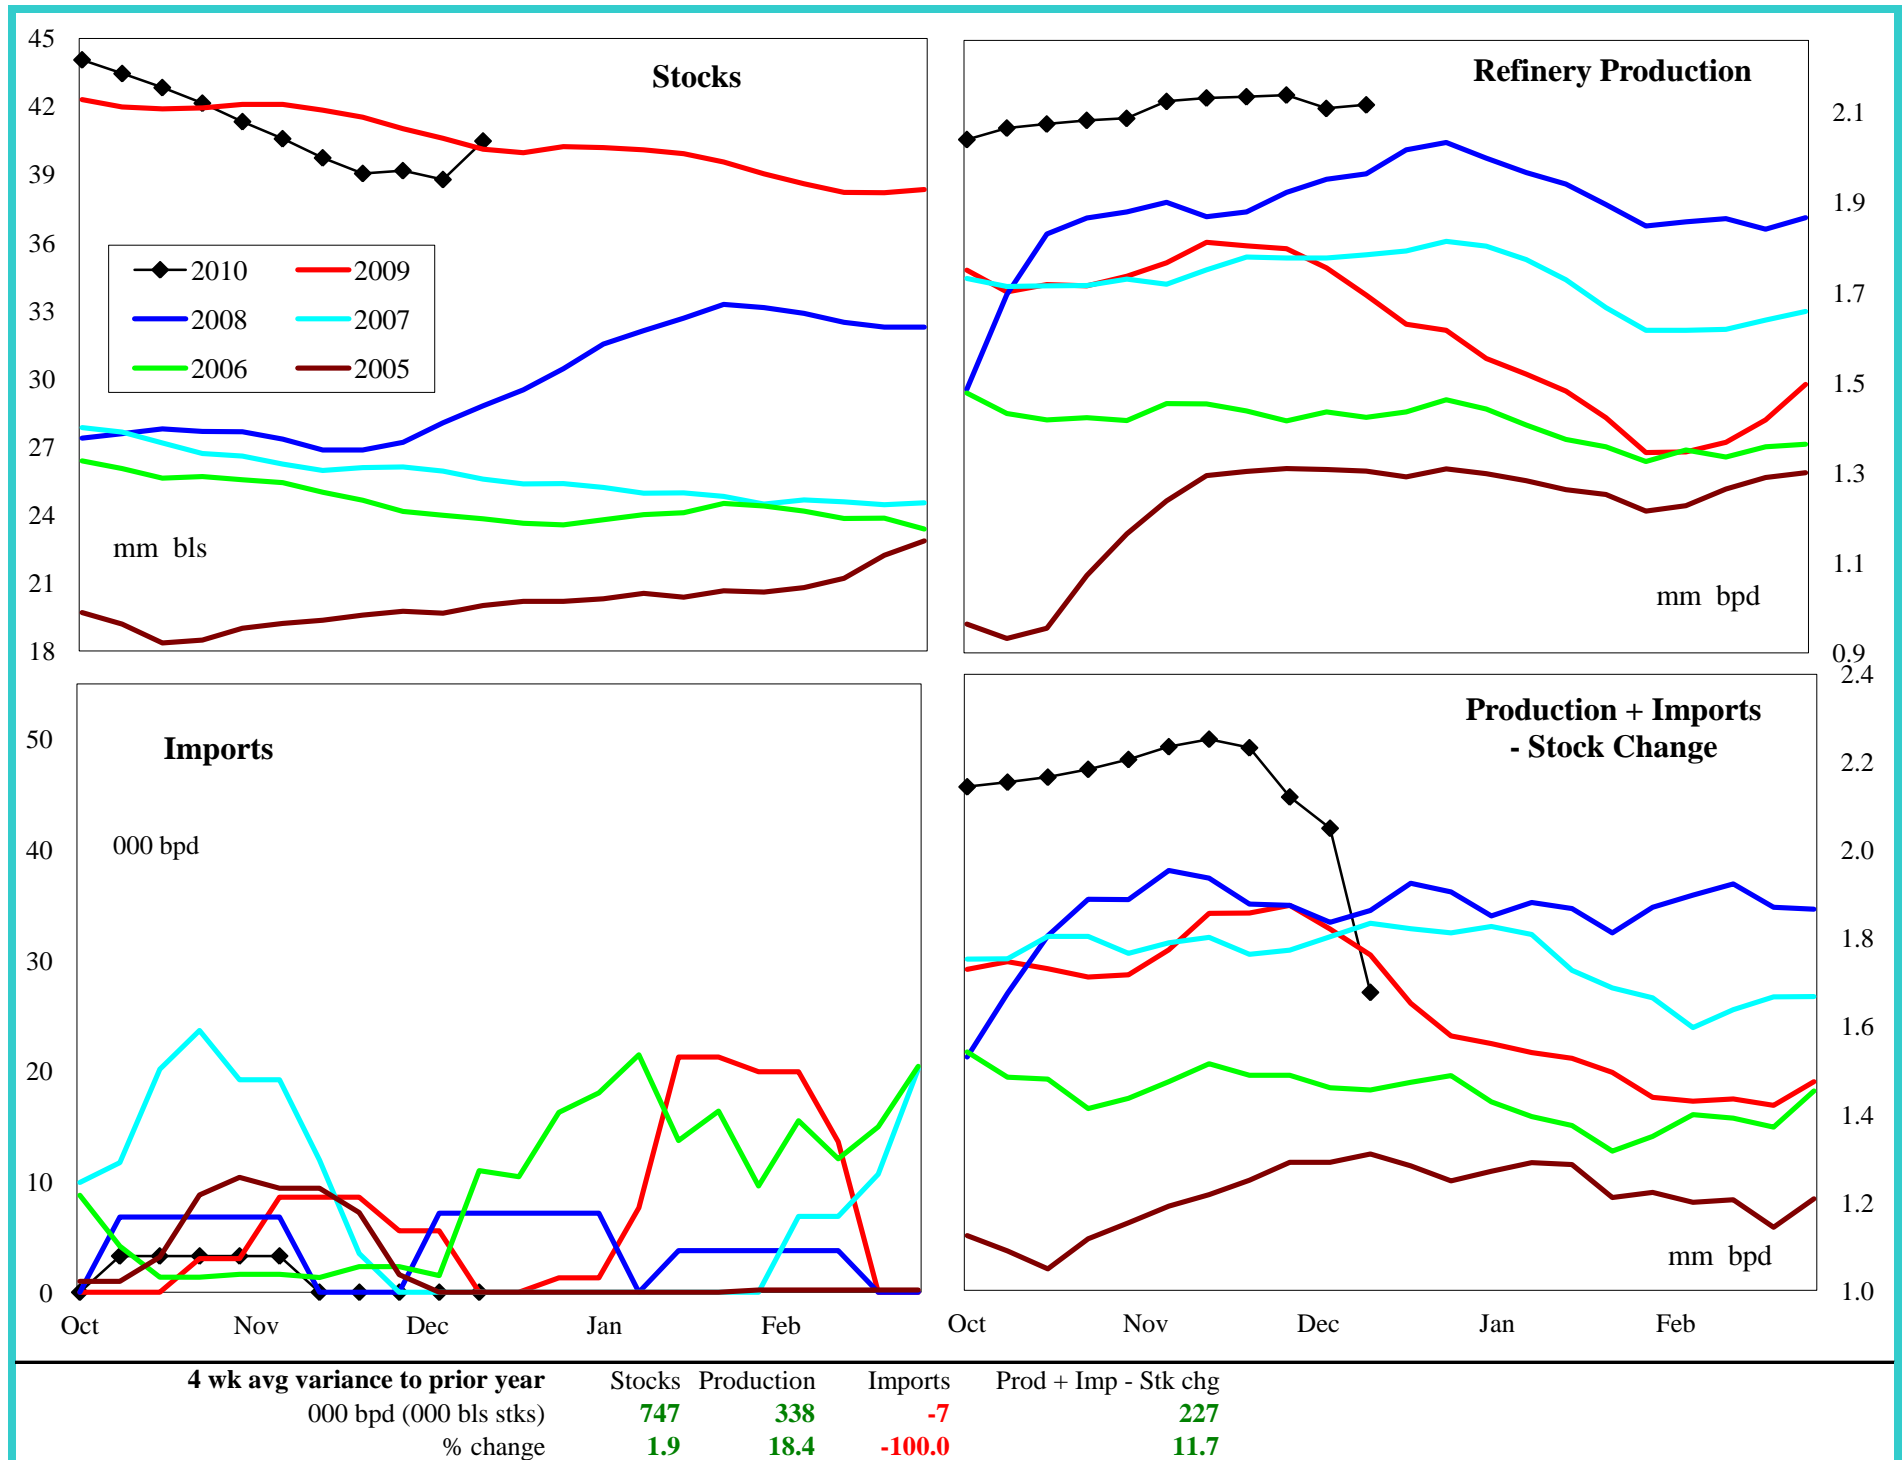 Stocks
45
42
39
36
33
30
27
24
21
18
2010 2009
2008 2007
2006 2005
mm bls
Refinery Production
2.1
1.9
1.7
1.5
1.3
1.1
0.9
mm bpd
Imports
50
40
30
20
10
0
000 bpd
Oct Nov Dec Jan Feb
Production + Imports
- Stock Change
2.4
2.2
2.0
1.8
1.6
1.4
1.2
1.0
mm bpd
Oct Nov Dec Jan Feb
4 wk avg variance to prior year Stocks Production Imports Prod + Imp - Stk chg
000 bpd (000 bls stks) 747 338 -7 227
% change 1.9 18.4 -100.0 11.7